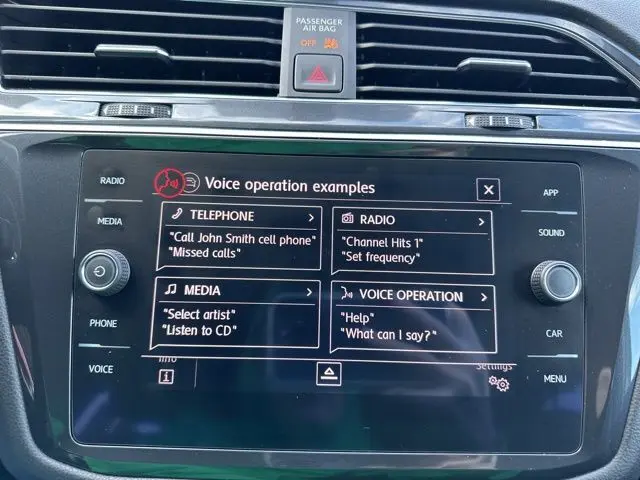 PASSENGER
AIR BAG
OFF
RADIO
MEDIA
PHONE
VOICE
Voice operation examples
TELEPHONE
"Call John Smith cell phone"
"Missed calls"
RADIO
"Channel Hits 1"
"Set frequency"
MEDIA
"Select artist"
"Listen to CD"
VOICE OPERATION
"Help"
"What can I say?"
Info
Settings
APP
SOUND
CAR
MENU